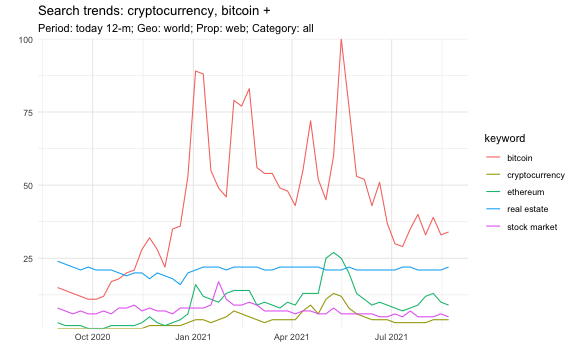 Search trends: cryptocurrency, bitcoin +
Period: today 12-m; Geo: world; Prop: web; Category: all
100
75
50
25
Oct 2020
Jan 2021
Apr 2021
Jul 2021
keyword
bitcoin
cryptocurrency
ethereum
real estate
stock market